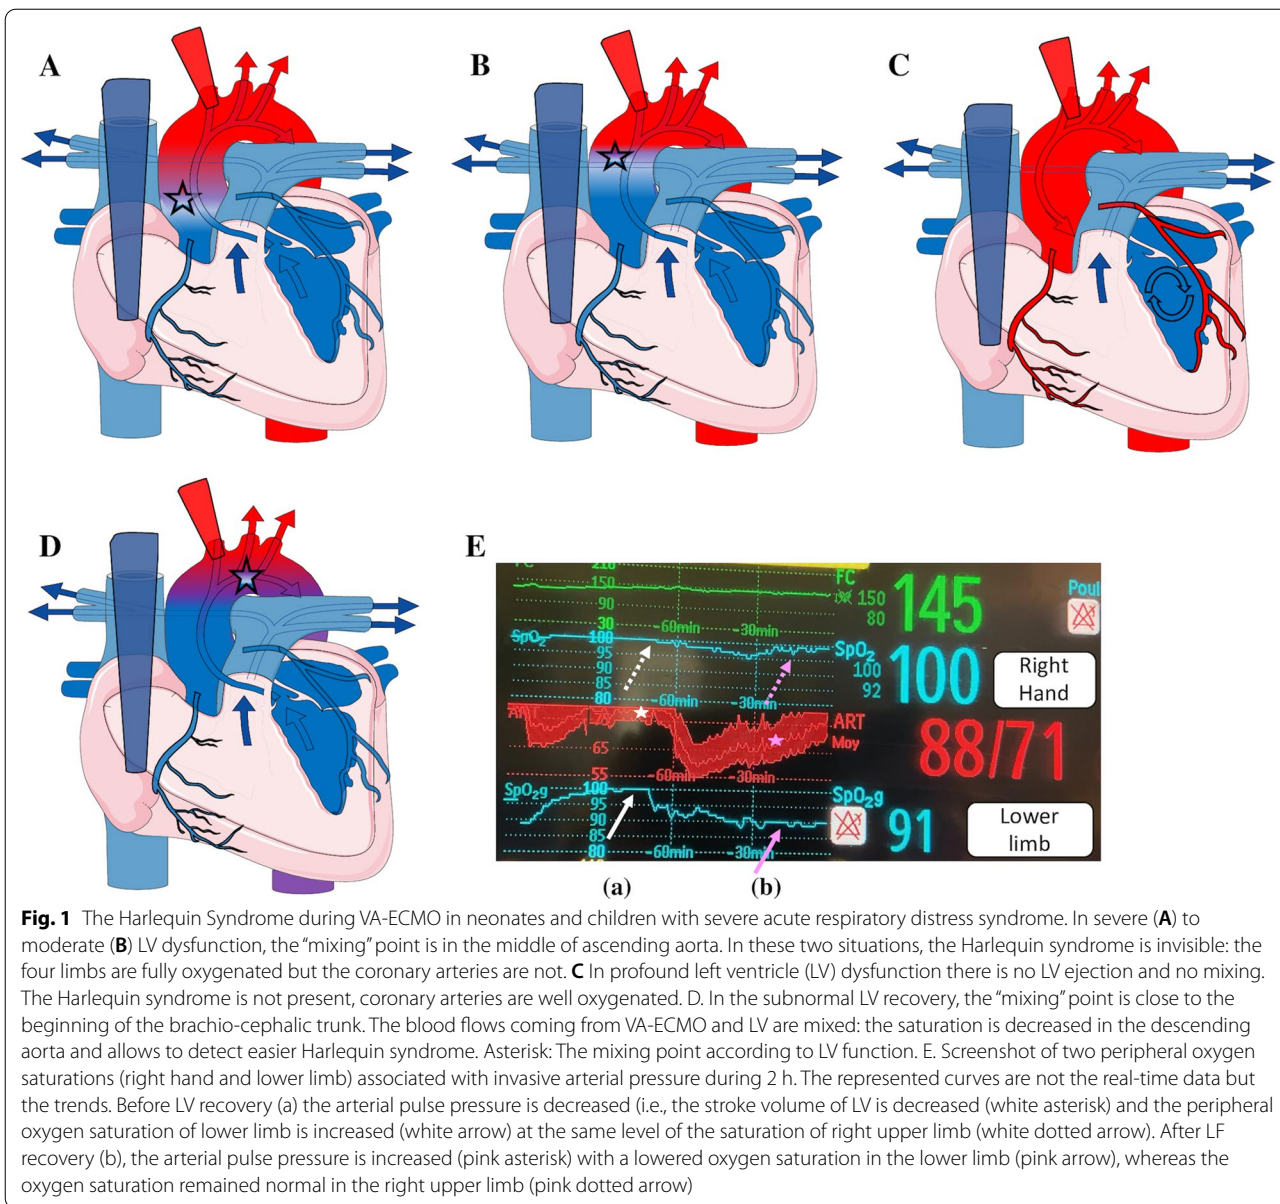 A
B
C
D
E
FC
210
150
90
30
-60min
-30min
FC
150
80
145
Poul
SpO₂
100
95
90
85
80
-60min
-30min
SpO₂
100
92
100
Right
Hand
65
55
-60min
-30min
ART
Moy
88/71
SpO₂g
100
95
90
85
80
-60min
-30min
SpO₂g
91
Lower
limb
(a)
(b)
Fig. 1 The Harlequin Syndrome during VA-ECMO in neonates and children with severe acute respiratory distress syndrome. In severe (A) to
moderate (B) LV dysfunction, the “mixing” point is in the middle of ascending aorta. In these two situations, the Harlequin syndrome is invisible: the
four limbs are fully oxygenated but the coronary arteries are not. C In profound left ventricle (LV) dysfunction there is no LV ejection and no mixing.
The Harlequin syndrome is not present, coronary arteries are well oxygenated. D. In the subnormal LV recovery, the “mixing” point is close to the
beginning of the brachio-cephalic trunk. The blood flows coming from VA-ECMO and LV are mixed: the saturation is decreased in the descending
aorta and allows to detect easier Harlequin syndrome. Asterisk: The mixing point according to LV function. E. Screenshot of two peripheral oxygen
saturations (right hand and lower limb) associated with invasive arterial pressure during 2 h. The represented curves are not the real-time data but
the trends. Before LV recovery (a) the arterial pulse pressure is decreased (i.e., the stroke volume of LV is decreased (white asterisk) and the peripheral
oxygen saturation of lower limb is increased (white arrow) at the same level of the saturation of right upper limb (white dotted arrow). After LF
recovery (b), the arterial pulse pressure is increased (pink asterisk) with a lowered oxygen saturation in the lower limb (pink arrow), whereas the
oxygen saturation remained normal in the right upper limb (pink dotted arrow)